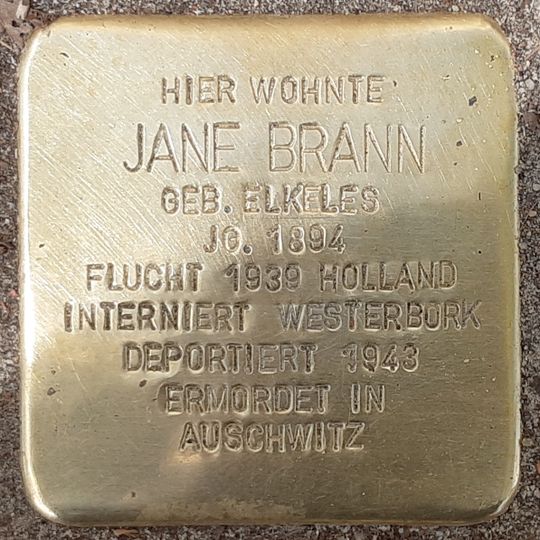 HIER WOHNTE
JANE BRANN
GEB. ELKELES
JG. 1894
FLUCHT 1939 HOLLAND
INTERNIERT WESTERBORK
DEPORTIERT 1943
ERMORDET IN
AUSCHWITZ